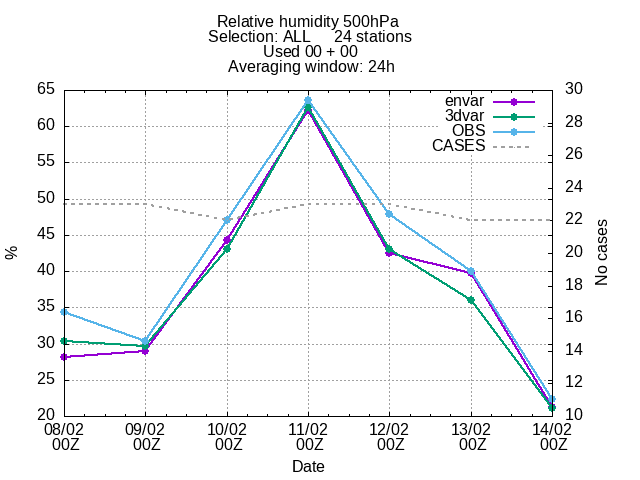 Relative humidity 500hPa
Selection: ALL 24 stations
Used 00 + 00
Averaging window: 24h
envar
3dvar
OBS
CASES
65
60
55
50
45
40
35
30
25
20
%
30
28
26
24
22
20
18
16
14
12
10
No cases
08/02 09/02 10/02 11/02 12/02 13/02 14/02
00Z 00Z 00Z 00Z 00Z 00Z 00Z
Date